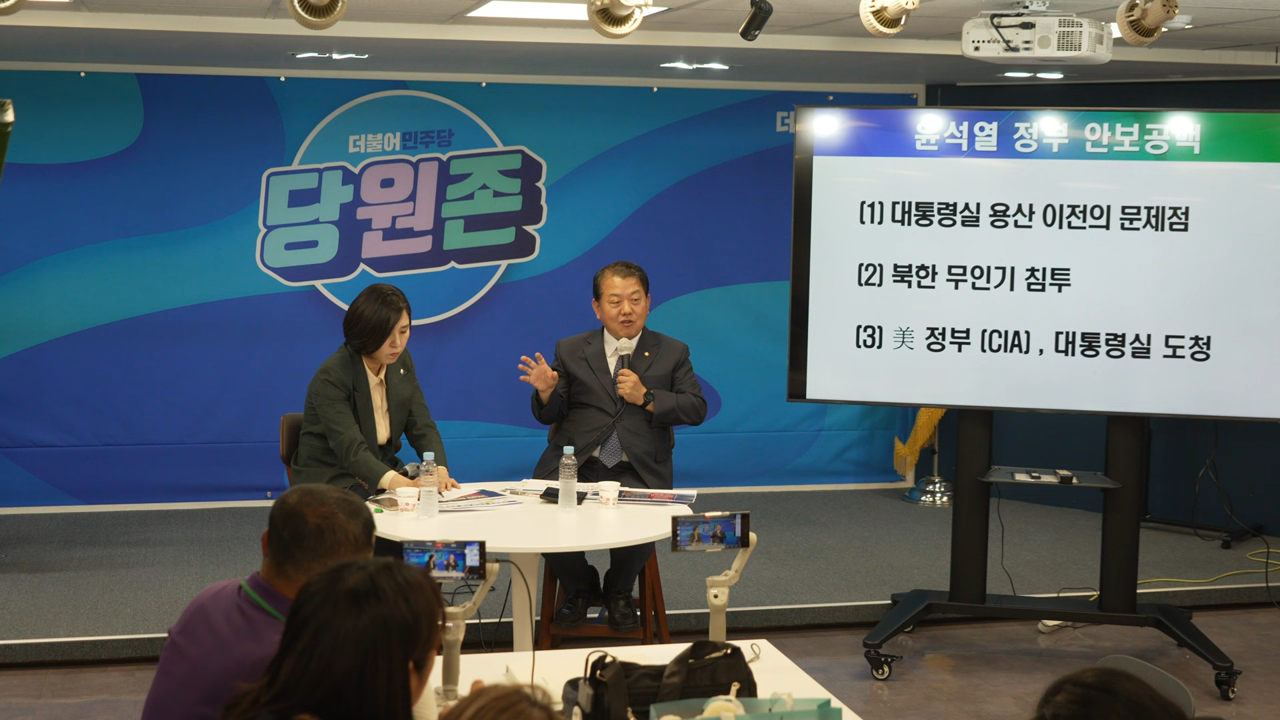 더불어민주당
당원존
더
윤석열 정부 안보공백
(1) 대통령실 용산 이전의 문제점
(2) 북한 무인기 침투
(3) 美 정부 (CIA) , 대통령실 도청